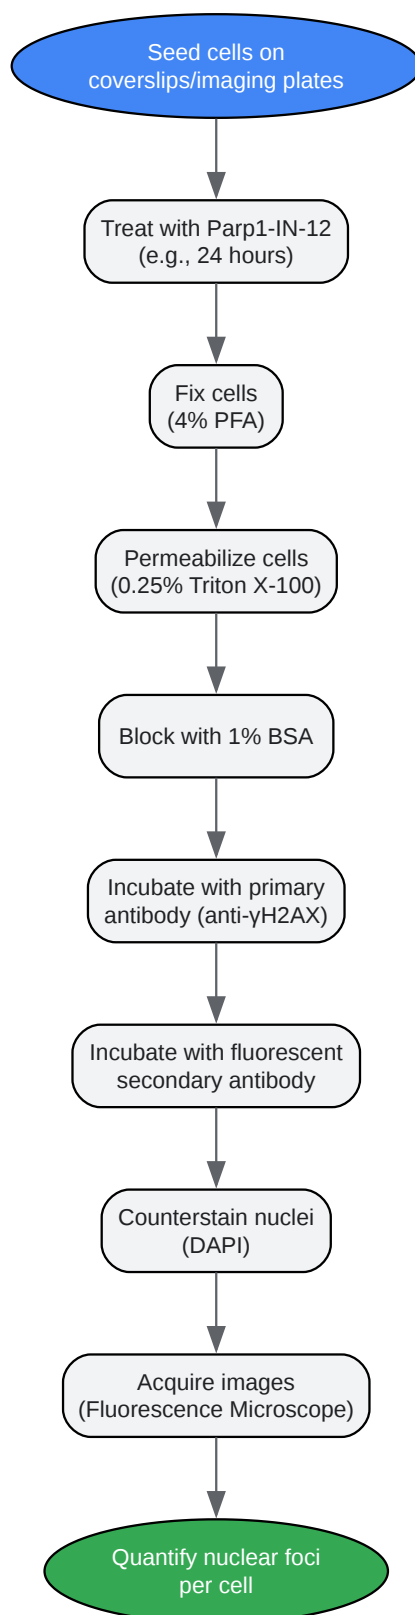 Seed cells on
coverslips/imaging plates
Treat with Parp1-IN-12
(e.g., 24 hours)
Fix cells
(4% PFA)
Permeabilize cells
(0.25% Triton X-100)
Block with 1% BSA
Incubate with primary
antibody (anti-γH2AX)
Incubate with fluorescent
secondary antibody
Counterstain nuclei
(DAPI)
Acquire images
(Fluorescence Microscope)
Quantify nuclear foci
per cell